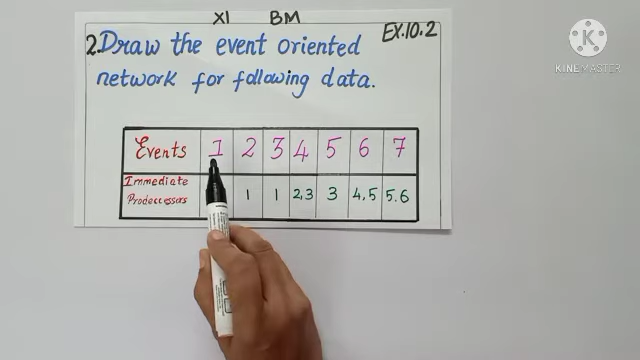 XI BM
EX.10.2
2. Draw the event oriented
network for following data.
Events 1 2 3 4 5 6 7
Immediate
Prodecessors 1 1 2,3 3 4,5 5.6
KINEMASTER